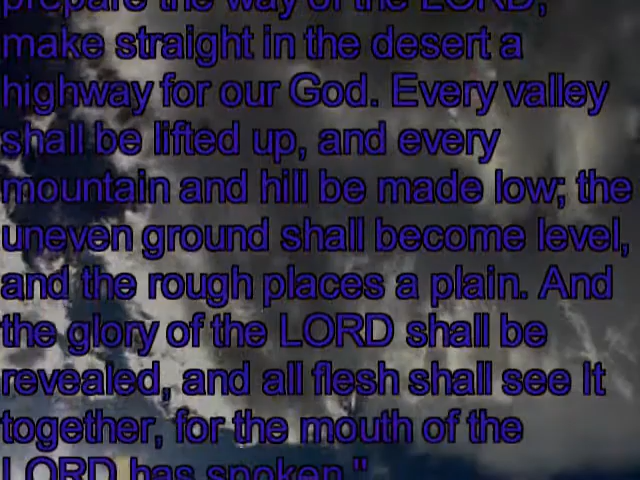 prepare the way of the LORD;
make straight in the desert a
highway for our God. Every valley
shall be lifted up, and every
mountain and hill be made low; the
uneven ground shall become level,
and the rough places a plain. And
the glory of the LORD shall be
revealed, and all flesh shall see it
together, for the mouth of the
LORD has spoken."